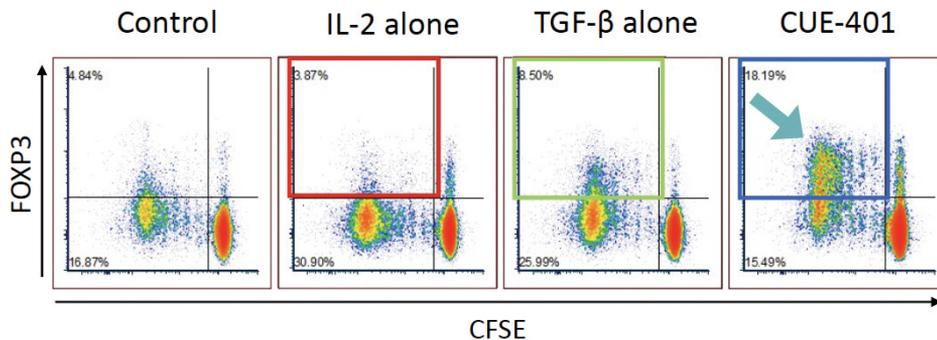 Control IL-2 alone TGF-β alone CUE-401
FOXP3
4.84% 3.87% 8.50% 18.19%
16.87% 30.90% 25.99% 15.49%
CFSE